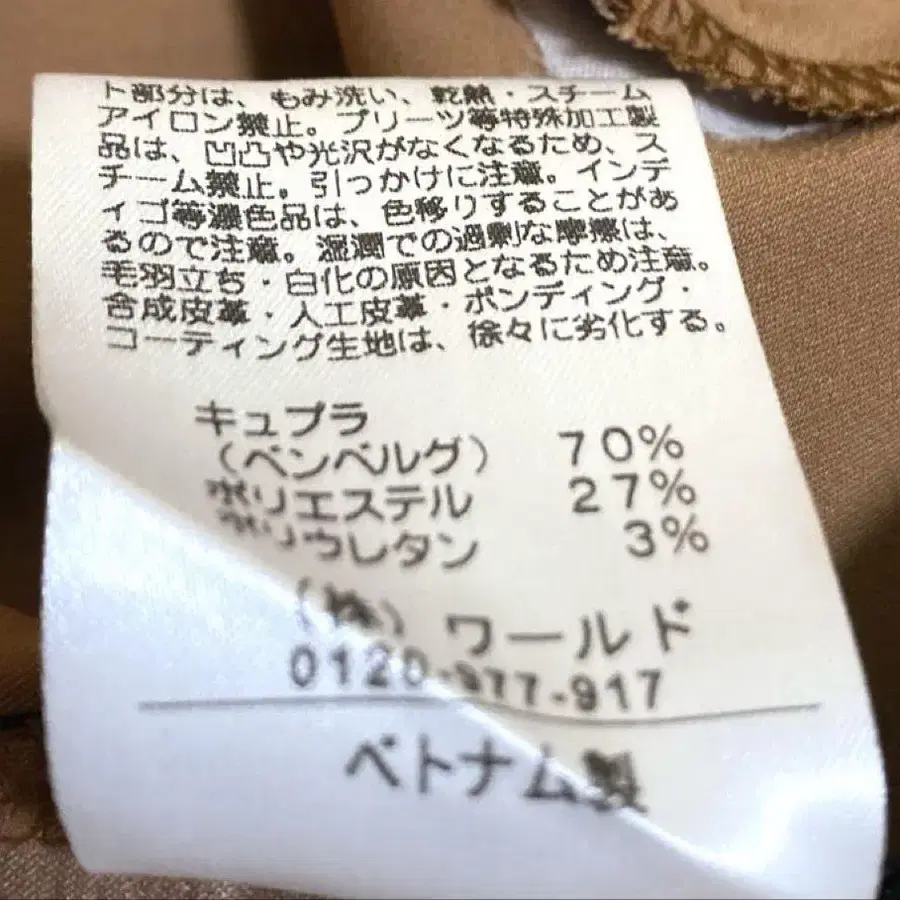 ト部分は、もみ洗い、乾熱・スチーム
アイロン禁止。プリーツ等特殊加工製
品は、凹凸や光沢がなくなるため、ス
チーム禁止。引っかけに注意。インデ
ィゴ等濃色品は、色移りすることがあ
るので注意。湿潤での過剰な摩擦は、
毛羽立ち・白化の原因となるため注意。
合成皮革・人工皮革・ボンディング・
コーティング生地は、徐々に劣化する。
キュプラ
(ベンベルグ) 70%
ポリエステル 27%
ポリウレタン 3%
(株)ワールド
0120-977-917
ベトナム製